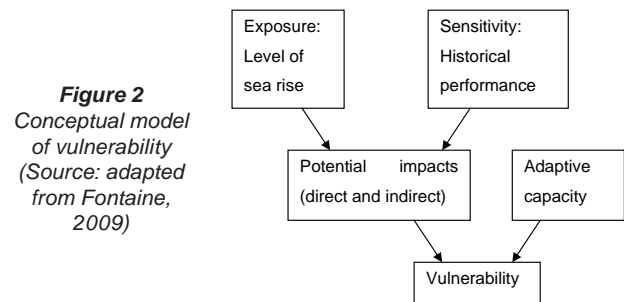 Figure 2
Conceptual model
of vulnerability
(Source: adapted
from Fontaine,
2009)
Exposure:
Level of
sea rise
Sensitivity:
Historical
performance
Potential impacts
(direct and indirect)
Adaptive
capacity
Vulnerability